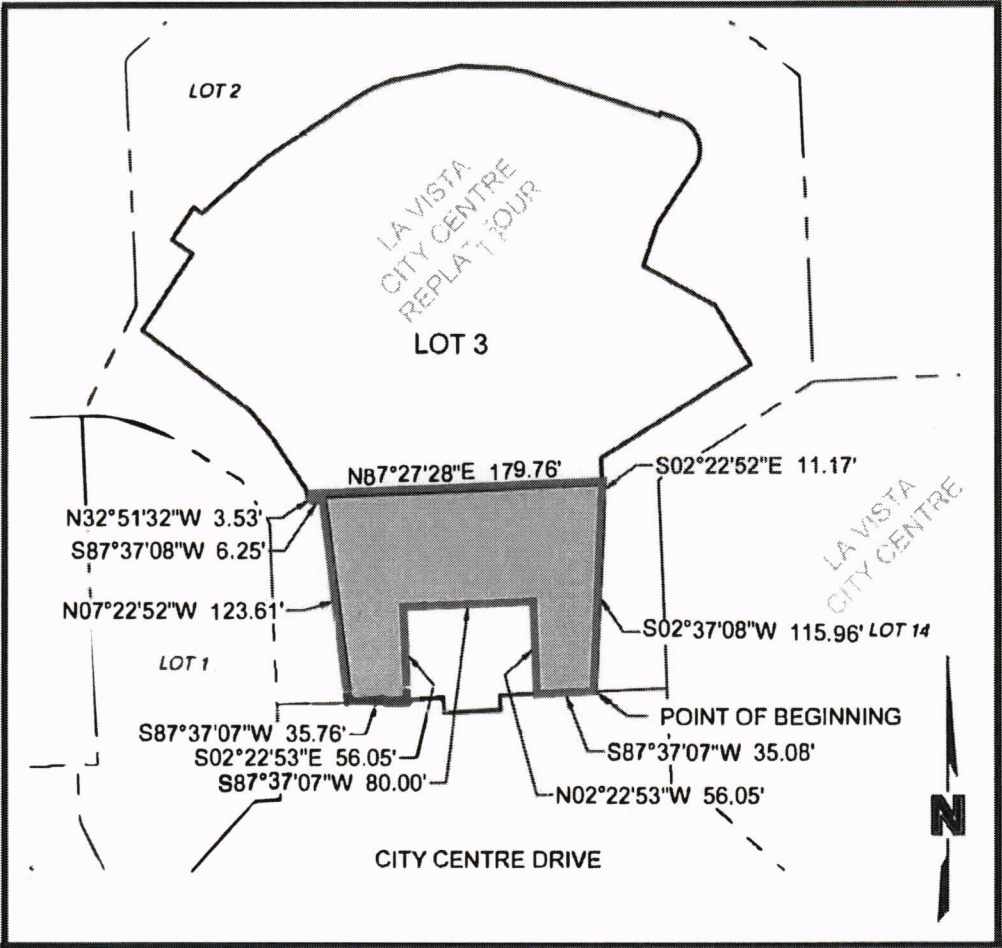 LOT 2
LA VISTA
CITY CENTRE
REPLAT FOUR
LOT 3
N87°27'28"E 179.76'
S02°22'52"E 11.17'
N32°51'32"W 3.53'
S87°37'08"W 6.25'
LA VISTA
CITY CENTRE
N07°22'52"W 123.61'
S02°37'08"W 115.96'
LOT 14
LOT 1
POINT OF BEGINNING
S87°37'07"W 35.76'
S02°22'53"E 56.05'
S87°37'07"W 80.00'
S87°37'07"W 35.08'
N02°22'53"W 56.05'
N
CITY CENTRE DRIVE